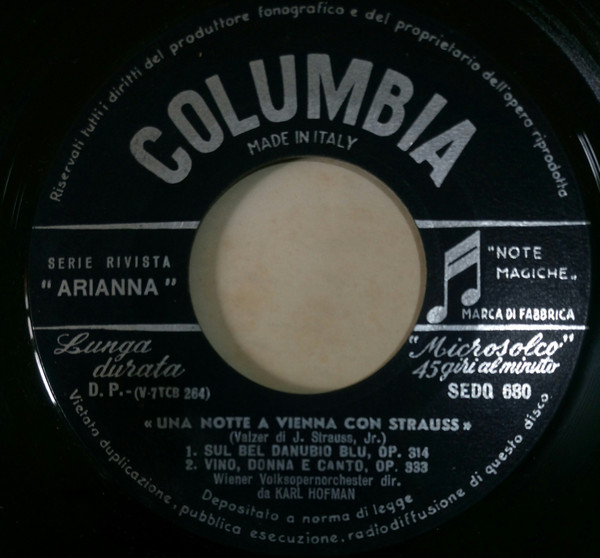 Riservati tutti i diritti del produttore fonografico e del proprietario dell'opera riprodotta
COLUMBIA
MADE IN ITALY
SERIE RIVISTA
"ARIANNA"
"NOTE
MAGICHE"
MARCA DI FABBRICA
Lunga
durata
D. P.-(V-7TCB 264)
"Microsolco"
45 giri al minuto
SEDQ 680
«UNA NOTTE A VIENNA CON STRAUSS»
(Valzer di J. Strauss, Jr.)
1. SUL BEL DANUBIO BLU, OP. 314
2. VINO, DONNA E CANTO, OP. 333
Wiener Volksopernorchester dir.
da KARL HOFMAN
Depositato a norma di legge
Vietata duplicazione, pubblica esecuzione, radiodiffusione di questo disco